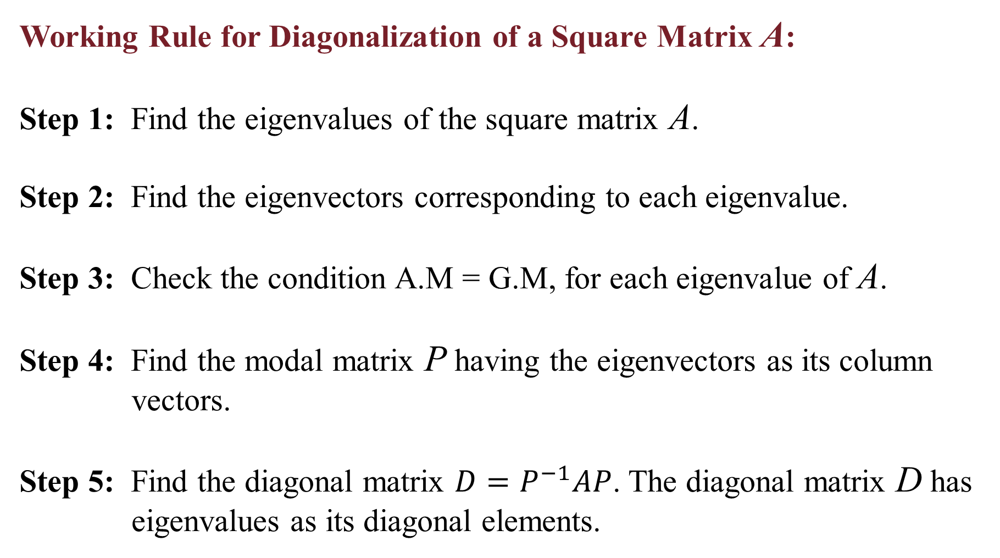 Working Rule for Diagonalization of a Square Matrix A:
Step 1: Find the eigenvalues of the square matrix A.
Step 2: Find the eigenvectors corresponding to each eigenvalue.
Step 3: Check the condition A.M = G.M, for each eigenvalue of A.
Step 4: Find the modal matrix P having the eigenvectors as its column
vectors.
Step 5: Find the diagonal matrix D = P⁻¹AP. The diagonal matrix D has
eigenvalues as its diagonal elements.